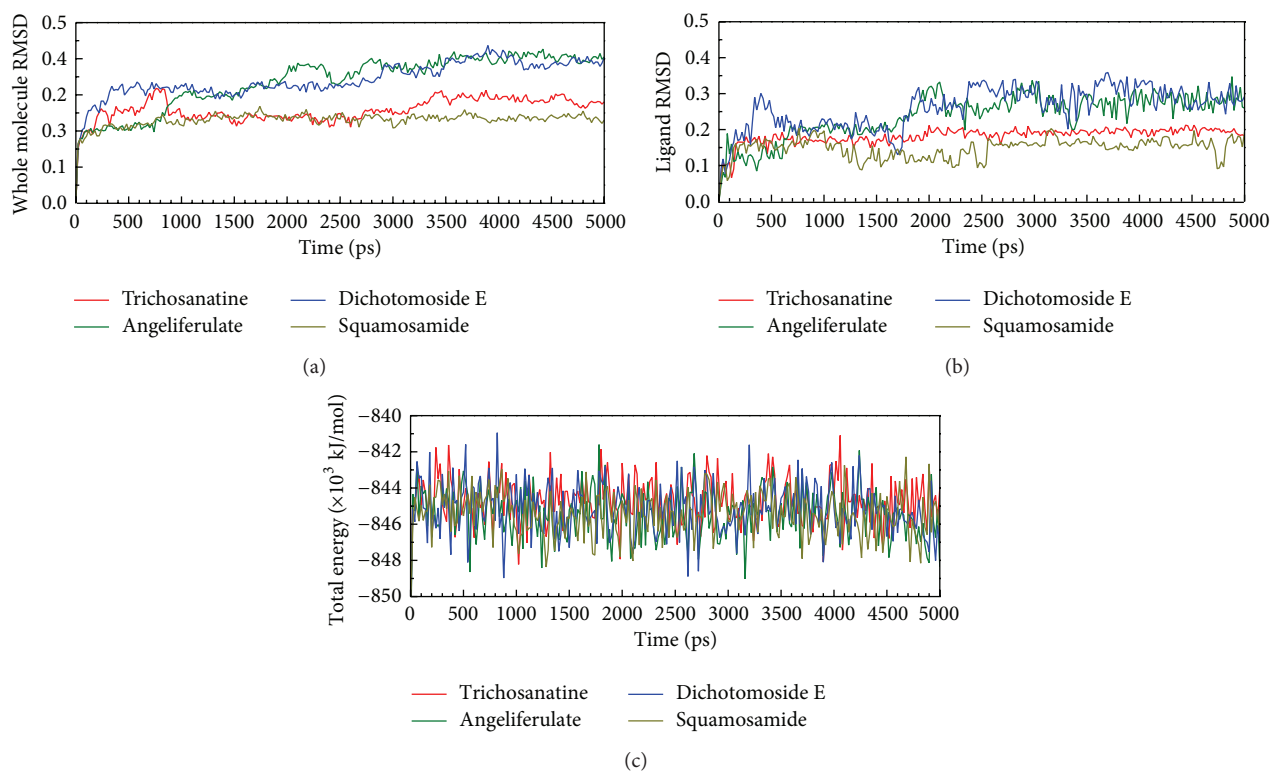 Whole molecule RMSD
0.5
0.4
0.2
0.3
0.1
0.0
0 500 1000 1500 2000 2500 3000 3500 4000 4500 5000
Time (ps)
Trichosanatine Dichotomoside E
Angeliferulate Squamosamide
(a)
Ligand RMSD
0.5
0.4
0.3
0.2
0.1
0.0
0 500 1000 1500 2000 2500 3000 3500 4000 4500 5000
Time (ps)
Trichosanatine Dichotomoside E
Angeliferulate Squamosamide
(b)
Total energy (×10³ kJ/mol)
−840
−842
−844
−846
−848
−850
0 500 1000 1500 2000 2500 3000 3500 4000 4500 5000
Time (ps)
Trichosanatine Dichotomoside E
Angeliferulate Squamosamide
(c)